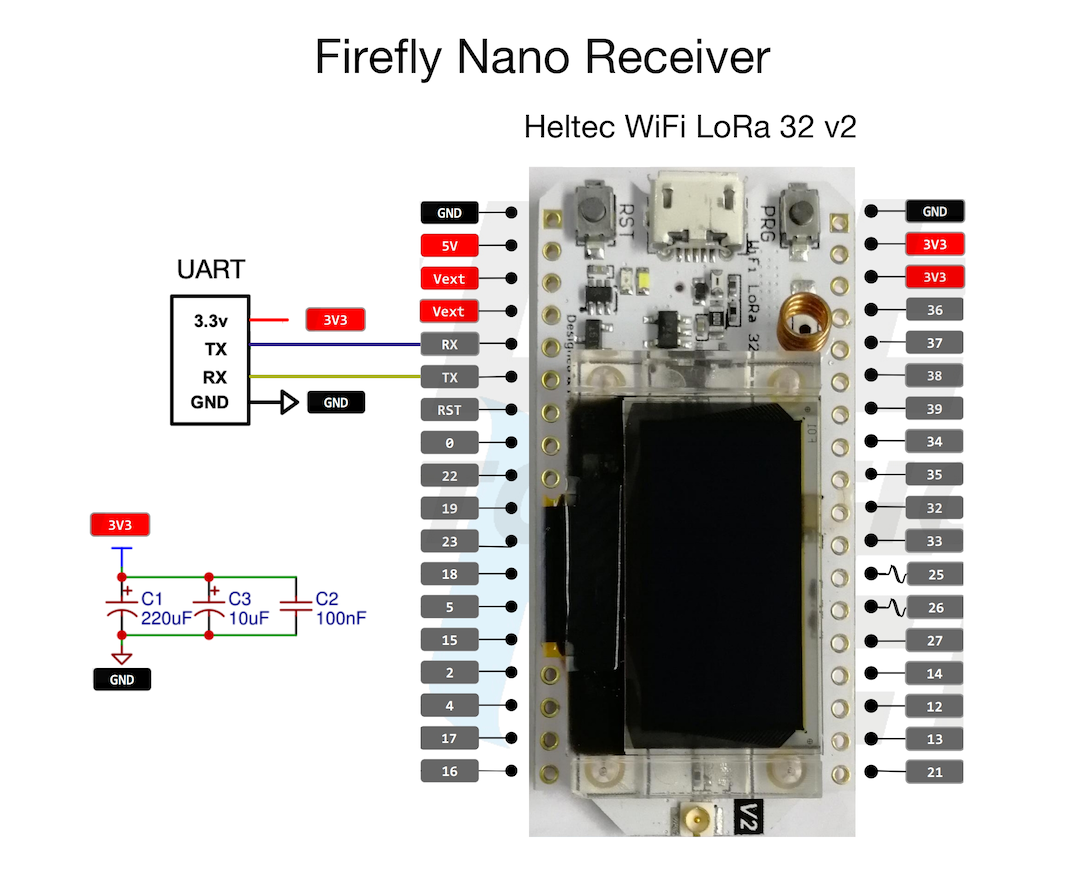 Firefly Nano Receiver
Heltec WiFi LoRa 32 v2
UART
3.3v
TX
RX
GND
3V3
GND
3V3
C1
220uF
C3
10uF
C2
100nF
GND
GND
5V
Vext
Vext
RX
TX
RST
0
22
19
23
18
5
15
2
4
17
16
RST
PRG
WiFi LoRa 32
V2
GND
3V3
3V3
36
37
38
39
34
35
32
33
25
26
27
14
12
13
21